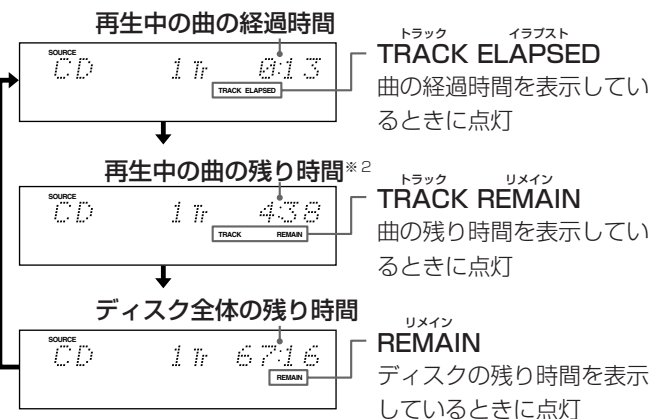 再生中の曲の経過時間
SOURCE
CD 1 Tr 0:13
TRACK ELAPSED
トラック イラプスト
TRACK ELAPSED
曲の経過時間を表示してい
るときに点灯
再生中の曲の残り時間※2
SOURCE
CD 1 Tr 4:38
TRACK REMAIN
トラック リメイン
TRACK REMAIN
曲の残り時間を表示してい
るときに点灯
ディスク全体の残り時間
SOURCE
CD 1 Tr 67:16
REMAIN
リメイン
REMAIN
ディスクの残り時間を表示
しているときに点灯